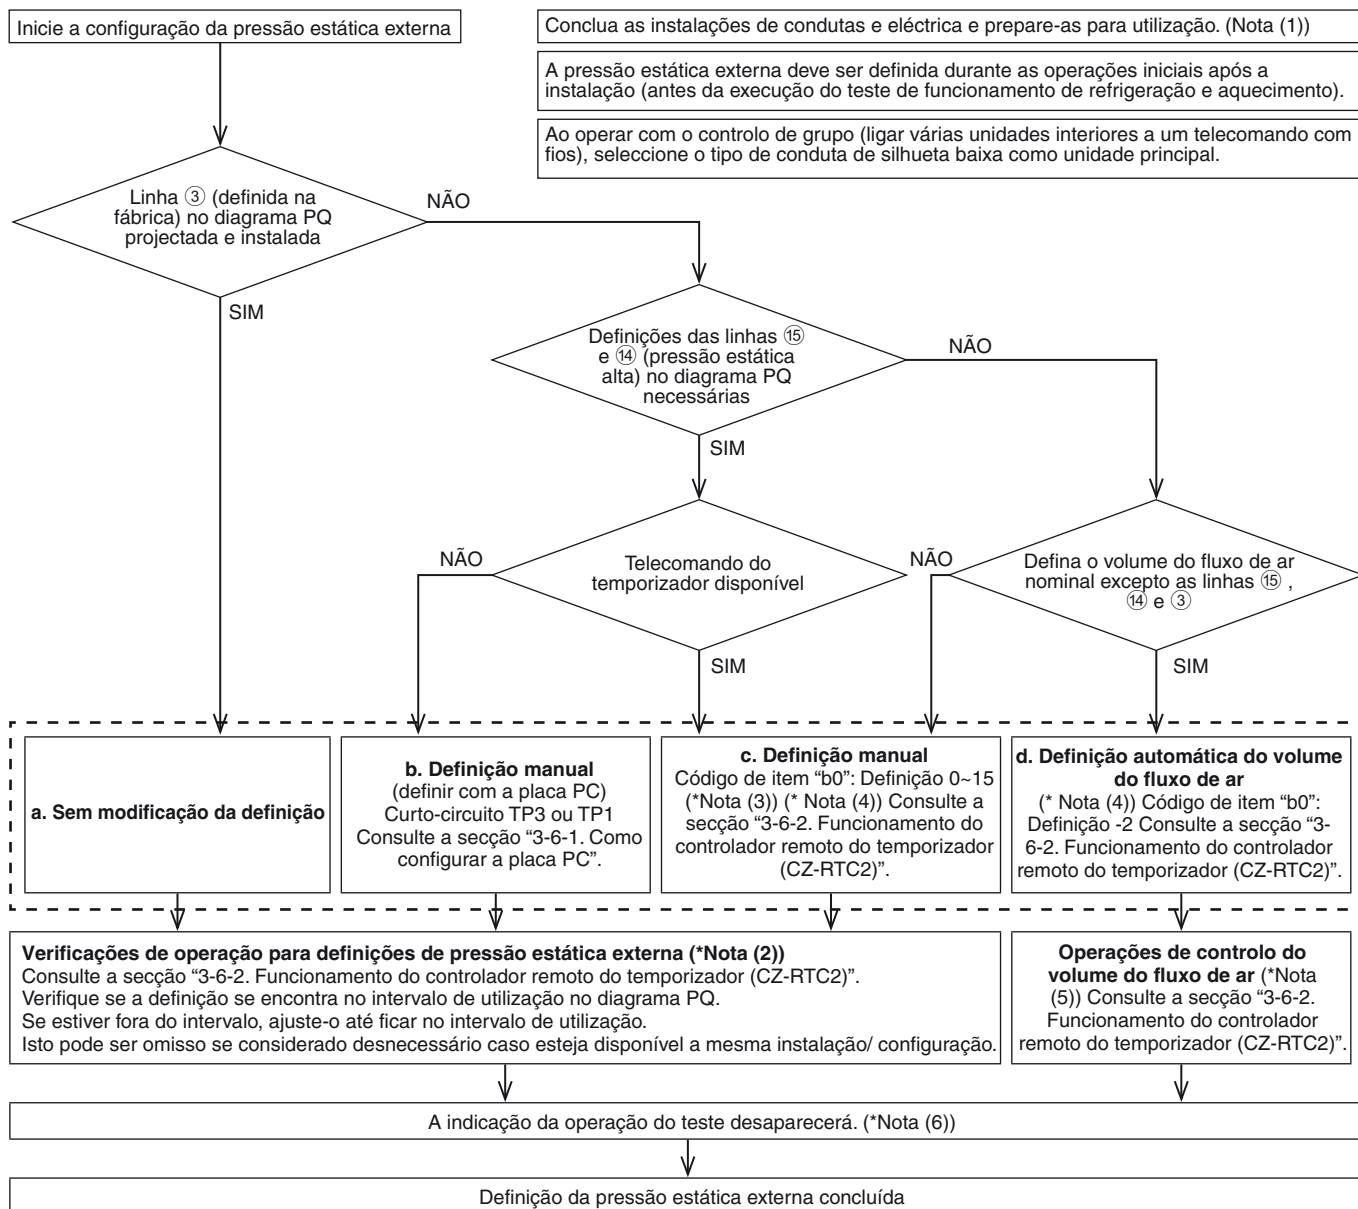 Inicie a configuração da pressão estática externa
Conclua as instalações de condutas e eléctrica e prepare-as para utilização. (Nota (1))
A pressão estática externa deve ser definida durante as operações iniciais após a
instalação (antes da execução do teste de funcionamento de refrigeração e aquecimento).
Ao operar com o controlo de grupo (ligar várias unidades interiores a um telecomando com
fios), seleccione o tipo de conduta de silhueta baixa como unidade principal.
Linha ③ (definida na
fábrica) no diagrama PQ
projectada e instalada
NÃO
SIM
Definições das linhas ⑮
e ⑭ (pressão estática
alta) no diagrama PQ
necessárias
NÃO
SIM
Telecomando do
temporizador disponível
NÃO
SIM
Defina o volume do fluxo de ar
nominal excepto as linhas ⑮ ,
⑭ e ③
NÃO
SIM
a. Sem modificação da definição
b. Definição manual
(definir com a placa PC)
Curto-circuito TP3 ou TP1
Consulte a secção “3-6-1. Como
configurar a placa PC”.
c. Definição manual
Código de item “b0”: Definição 0~15
(*Nota (3)) (* Nota (4)) Consulte a
secção “3-6-2. Funcionamento do
controlador remoto do temporizador
(CZ-RTC2)”.
d. Definição automática do volume
do fluxo de ar
(* Nota (4)) Código de item “b0”:
Definição -2 Consulte a secção “3-
6-2. Funcionamento do controlador
remoto do temporizador (CZ-RTC2)”.
Verificações de operação para definições de pressão estática externa (*Nota (2))
Consulte a secção “3-6-2. Funcionamento do controlador remoto do temporizador (CZ-RTC2)”.
Verifique se a definição se encontra no intervalo de utilização no diagrama PQ.
Se estiver fora do intervalo, ajuste-o até ficar no intervalo de utilização.
Isto pode ser omisso se considerado desnecessário caso esteja disponível a mesma instalação/ configuração.
Operações de controlo do
volume do fluxo de ar (*Nota
(5)) Consulte a secção “3-6-2.
Funcionamento do controlador
remoto do temporizador (CZ-RTC2)”.
A indicação da operação do teste desaparecerá. (*Nota (6))
Definição da pressão estática externa concluída